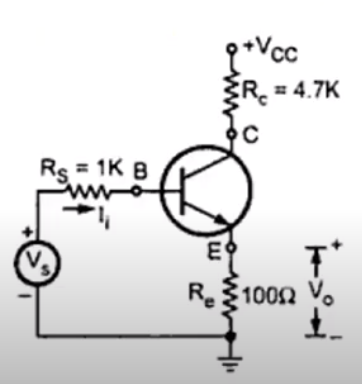 +VCC
Rc = 4.7K
C
RS = 1K B
Ii
+
Vs
-
E
Re
100Ω
+
Vo
-